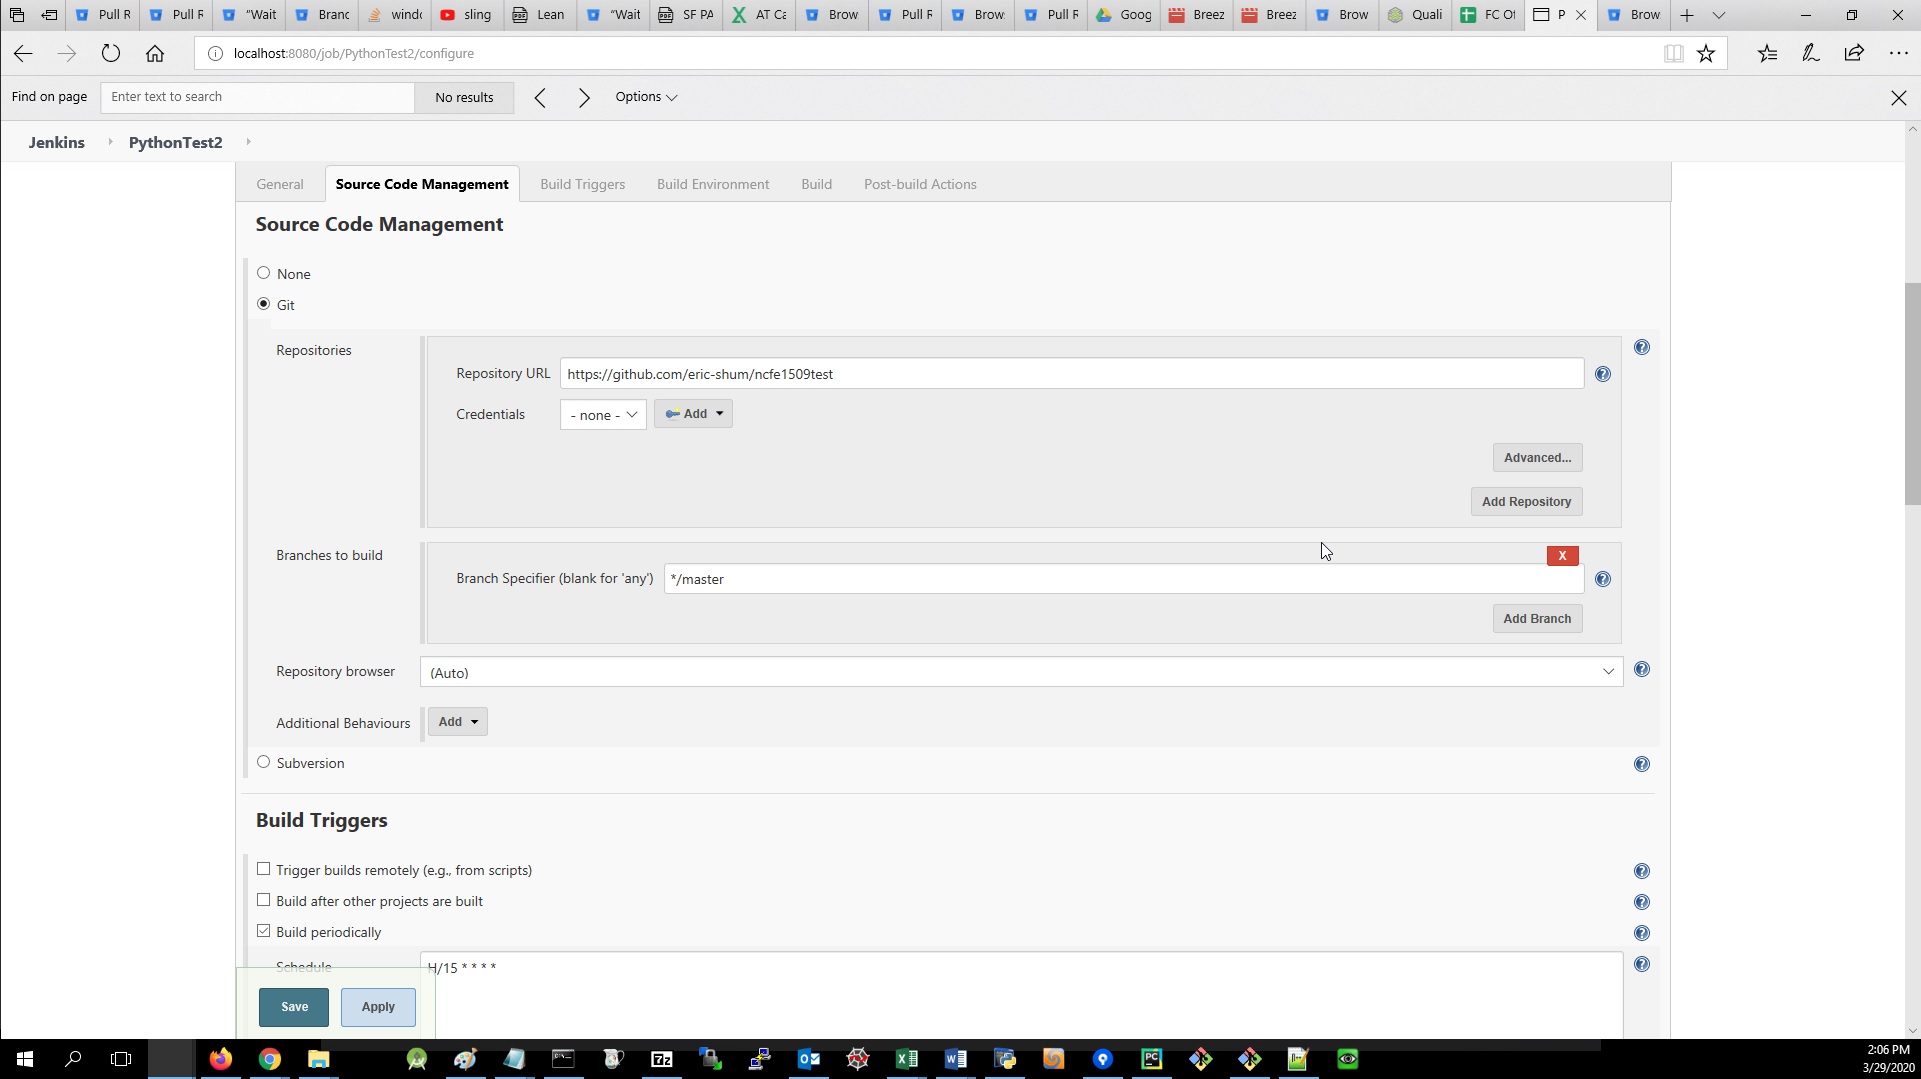 Pull R Pull R "Wait Branc windo sling Lean "Wait SF PA AT Ca Brow Pull R Brow Pull R Goog Breez Breez Brow Quali FC Of P Brow
localhost:8080/job/PythonTest2/configure
Find on page Enter text to search No results Options
Jenkins PythonTest2
General Source Code Management Build Triggers Build Environment Build Post-build Actions
Source Code Management
None
Git
Repositories
Repository URL https://github.com/eric-shum/ncfe1509test
Credentials - none - Add
Advanced...
Add Repository
Branches to build X
Branch Specifier (blank for 'any') */master
Add Branch
Repository browser (Auto)
Additional Behaviours Add
Subversion
Build Triggers
Trigger builds remotely (e.g., from scripts)
Build after other projects are built
Build periodically
Schedule H/15 * * * *
Save Apply
2:06 PM
3/29/2020